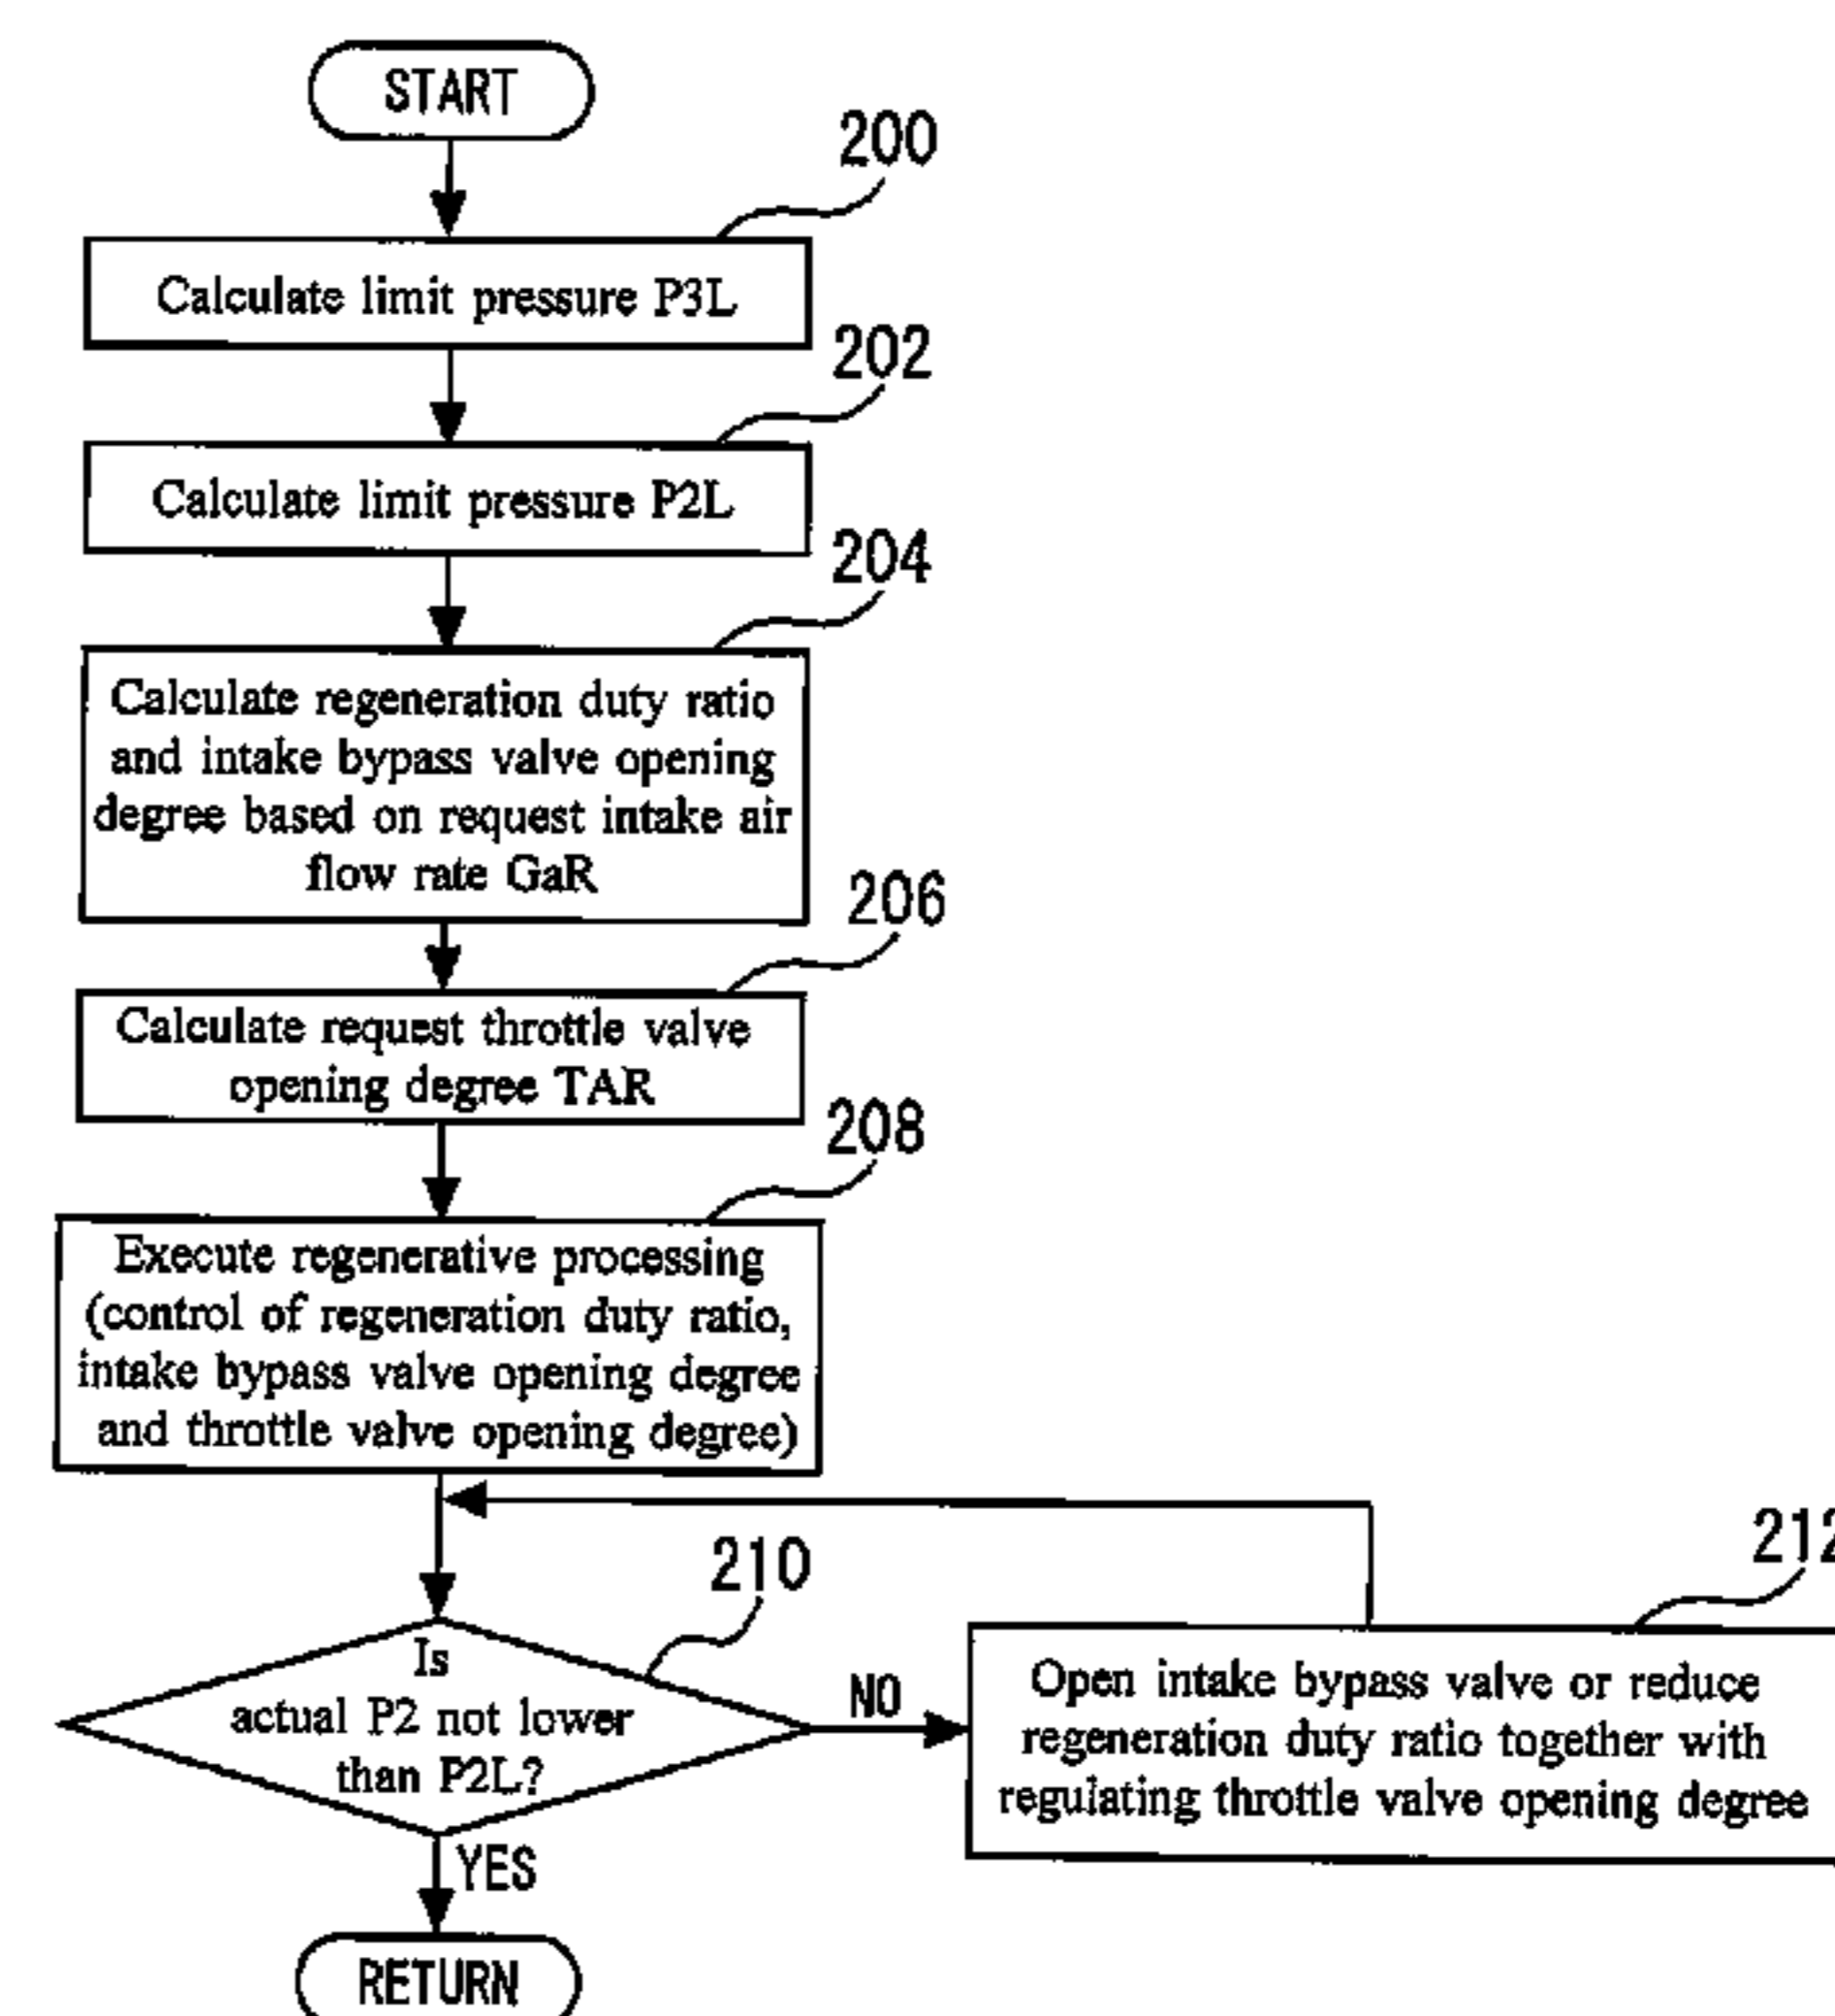 START
200
Calculate limit pressure P3L
202
Calculate limit pressure P2L
204
Calculate regeneration duty ratio
and intake bypass valve opening
degree based on request intake air
flow rate GaR
206
Calculate request throttle valve
opening degree TAR
208
Execute regenerative processing
(control of regeneration duty ratio,
intake bypass valve opening degree
and throttle valve opening degree)
210
Is
actual P2 not lower
than P2L?
NO
212
Open intake bypass valve or reduce
regeneration duty ratio together with
regulating throttle valve opening degree
YES
RETURN